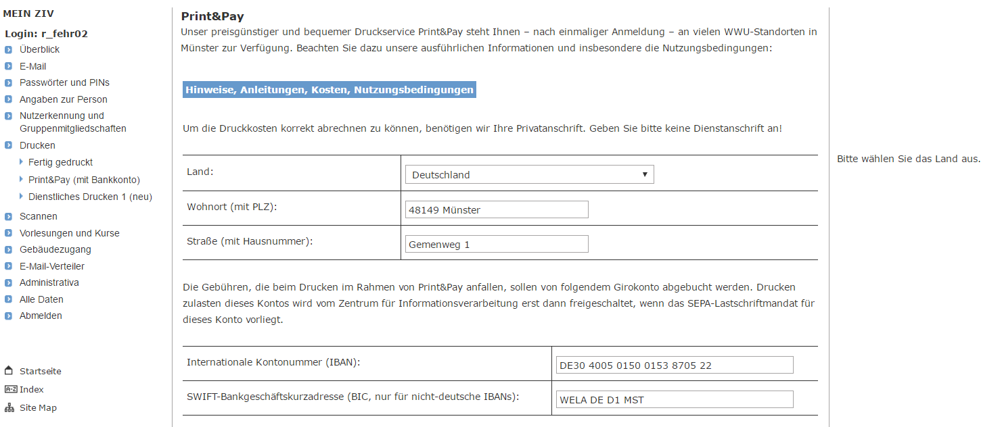 MEIN ZIV
Login: r_fehr02
Überblick
E-Mail
Passwörter und PINs
Angaben zur Person
Nutzerkennung und
Gruppenmitgliedschaften
Drucken
Fertig gedruckt
Print&Pay (mit Bankkonto)
Dienstliches Drucken 1 (neu)
Scannen
Vorlesungen und Kurse
Gebäudezugang
E-Mail-Verteiler
Administrativa
Alle Daten
Abmelden
Startseite
A-Z Index
Site Map
Print&Pay
Unser preisgünstiger und bequemer Druckservice Print&Pay steht Ihnen – nach einmaliger Anmeldung – an vielen WWU-Standorten in
Münster zur Verfügung. Beachten Sie dazu unsere ausführlichen Informationen und insbesondere die Nutzungsbedingungen:
Hinweise, Anleitungen, Kosten, Nutzungsbedingungen
Um die Druckkosten korrekt abrechnen zu können, benötigen wir Ihre Privatanschrift. Geben Sie bitte keine Dienstanschrift an!
Land: Deutschland
Wohnort (mit PLZ): 48149 Münster
Straße (mit Hausnummer): Gemenweg 1
Die Gebühren, die beim Drucken im Rahmen von Print&Pay anfallen, sollen von folgendem Girokonto abgebucht werden. Drucken
zulasten dieses Kontos wird vom Zentrum für Informationsverarbeitung erst dann freigeschaltet, wenn das SEPA-Lastschriftmandat für
dieses Konto vorliegt.
Internationale Kontonummer (IBAN): DE30 4005 0150 0153 8705 22
SWIFT-Bankgeschäftskurzadresse (BIC, nur für nicht-deutsche IBANs): WELA DE D1 MST
Bitte wählen Sie das Land aus.